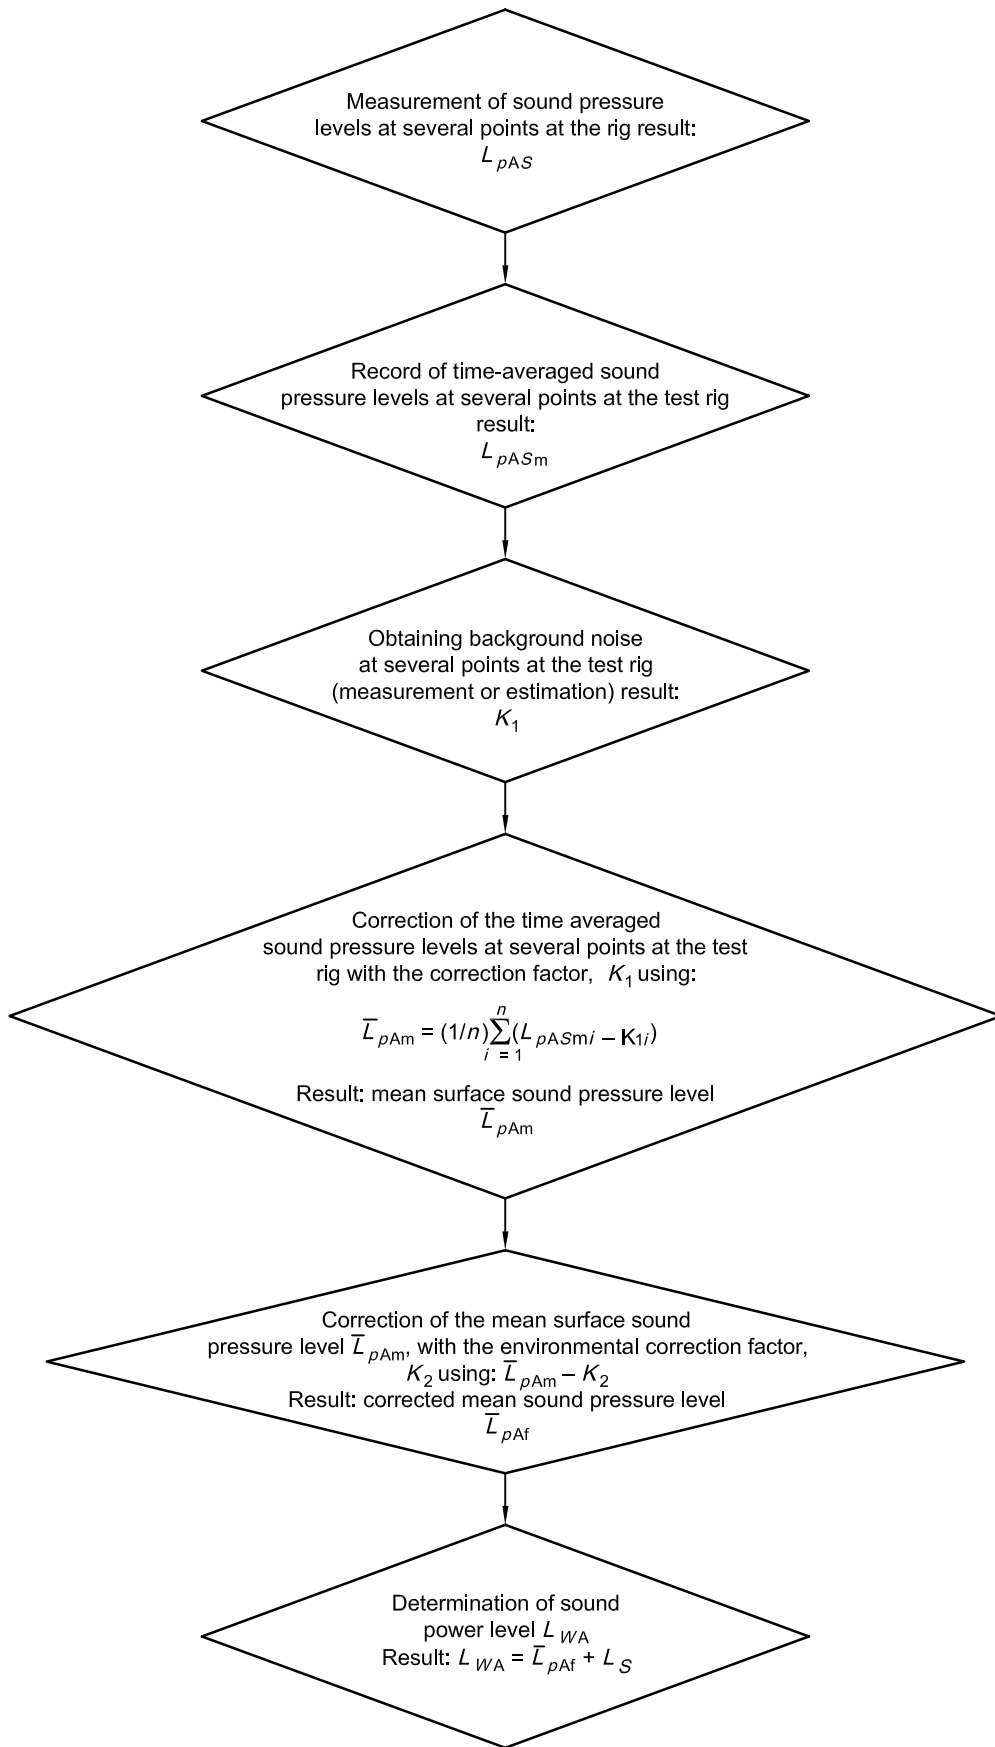 Measurement of sound pressure
levels at several points at the rig result:
L pAS
Record of time-averaged sound
pressure levels at several points at the test rig
result:
L pASm
Obtaining background noise
at several points at the test rig
(measurement or estimation) result:
K1
Correction of the time averaged
sound pressure levels at several points at the test
rig with the correction factor, K1 using:
L̅ pAm = (1/n) ∑ n i = 1 (L pASmi – K1i)
Result: mean surface sound pressure level
L̅ pAm
Correction of the mean surface sound
pressure level L̅ pAm, with the environmental correction factor,
K2 using: L̅ pAm – K2
Result: corrected mean sound pressure level
L̅ pAf
Determination of sound
power level L WA
Result: L WA = L̅ pAf + L S